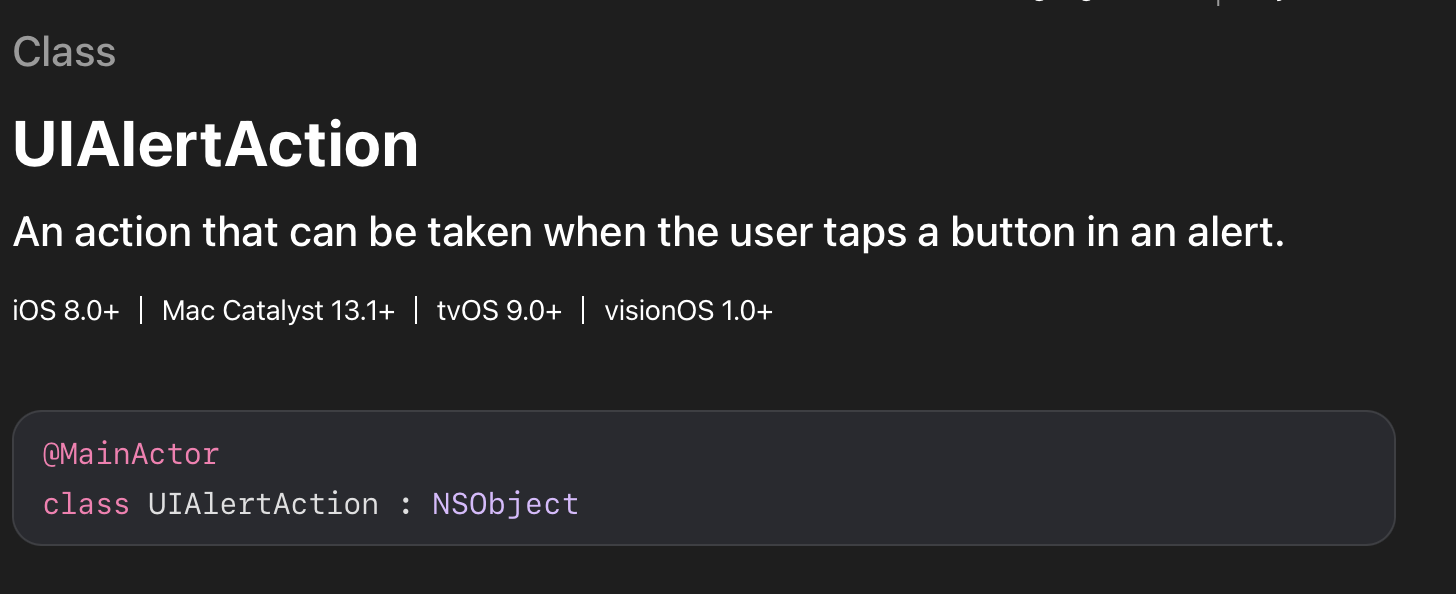 Class
UIAlertAction
An action that can be taken when the user taps a button in an alert.
iOS 8.0+ | Mac Catalyst 13.1+ | tvOS 9.0+ | visionOS 1.0+
@MainActor
class UIAlertAction : NSObject